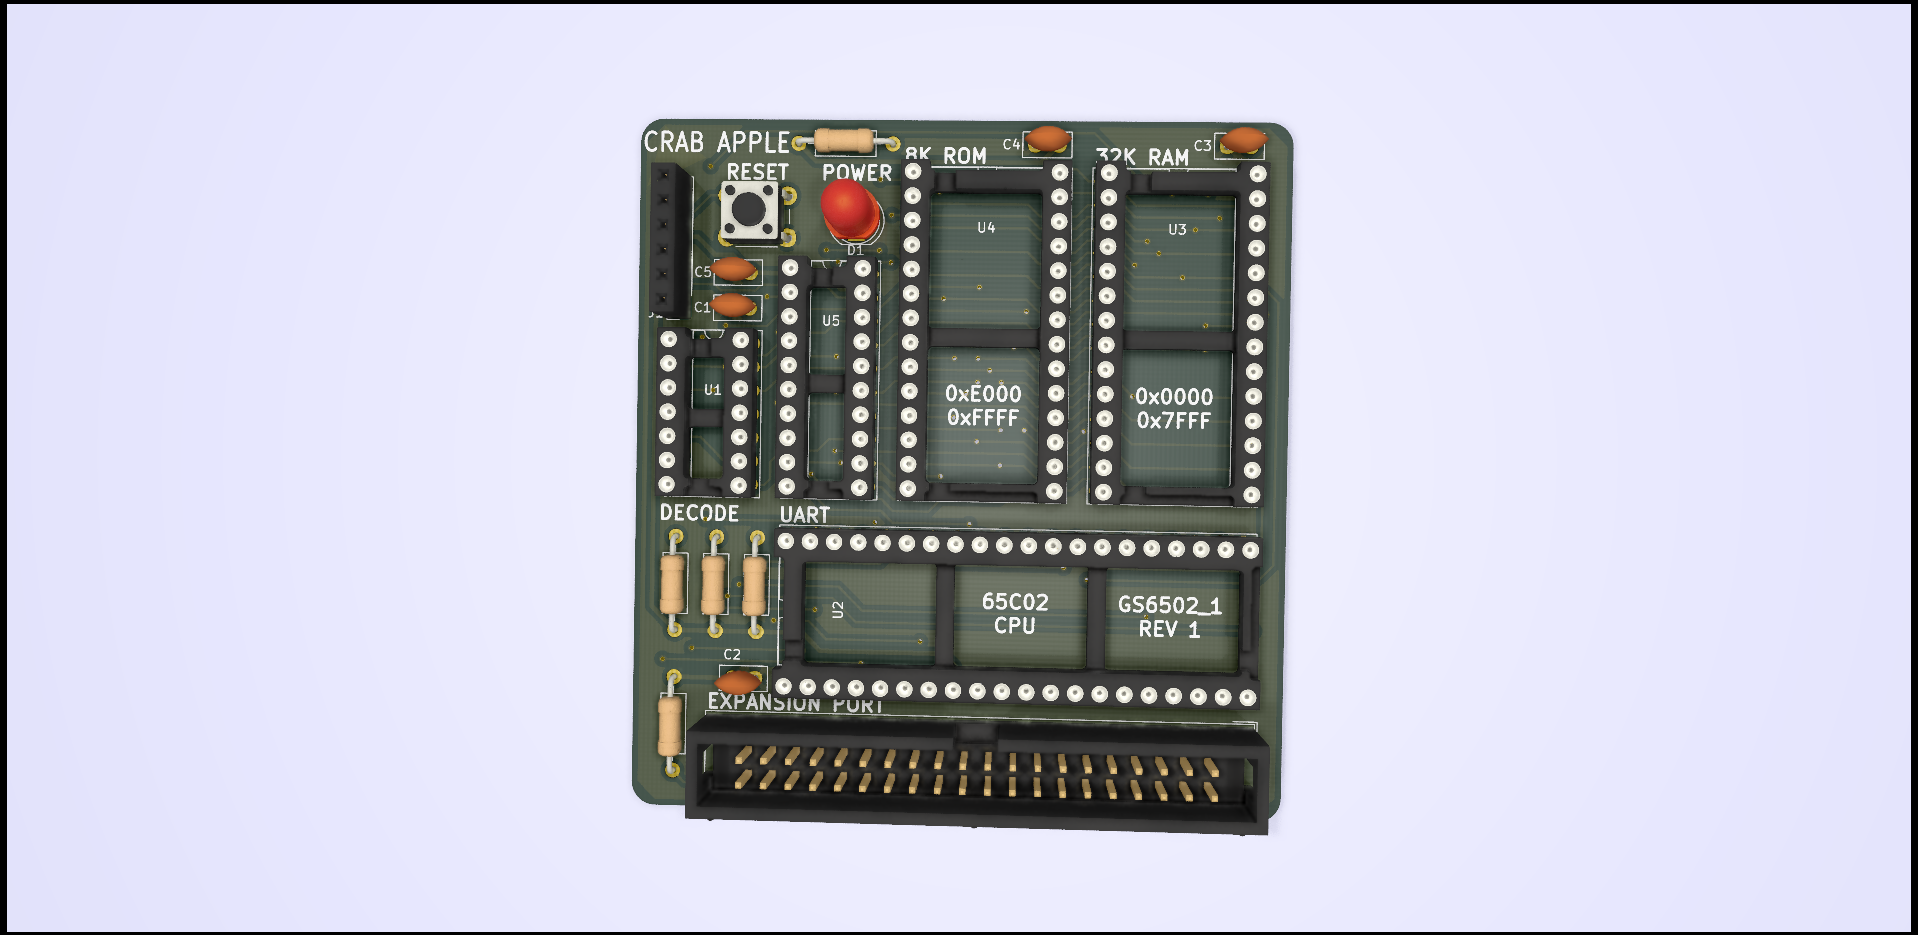 CRAB APPLE
RESET
POWER
8K ROM
C4
32K RAM
C3
U4
U3
D1
C5
C1
U5
U1
0xE000
0xFFFF
0x0000
0x7FFF
DECODE
UART
U2
65C02
CPU
GS6502_1
REV 1
C2
EXPANSION PORT